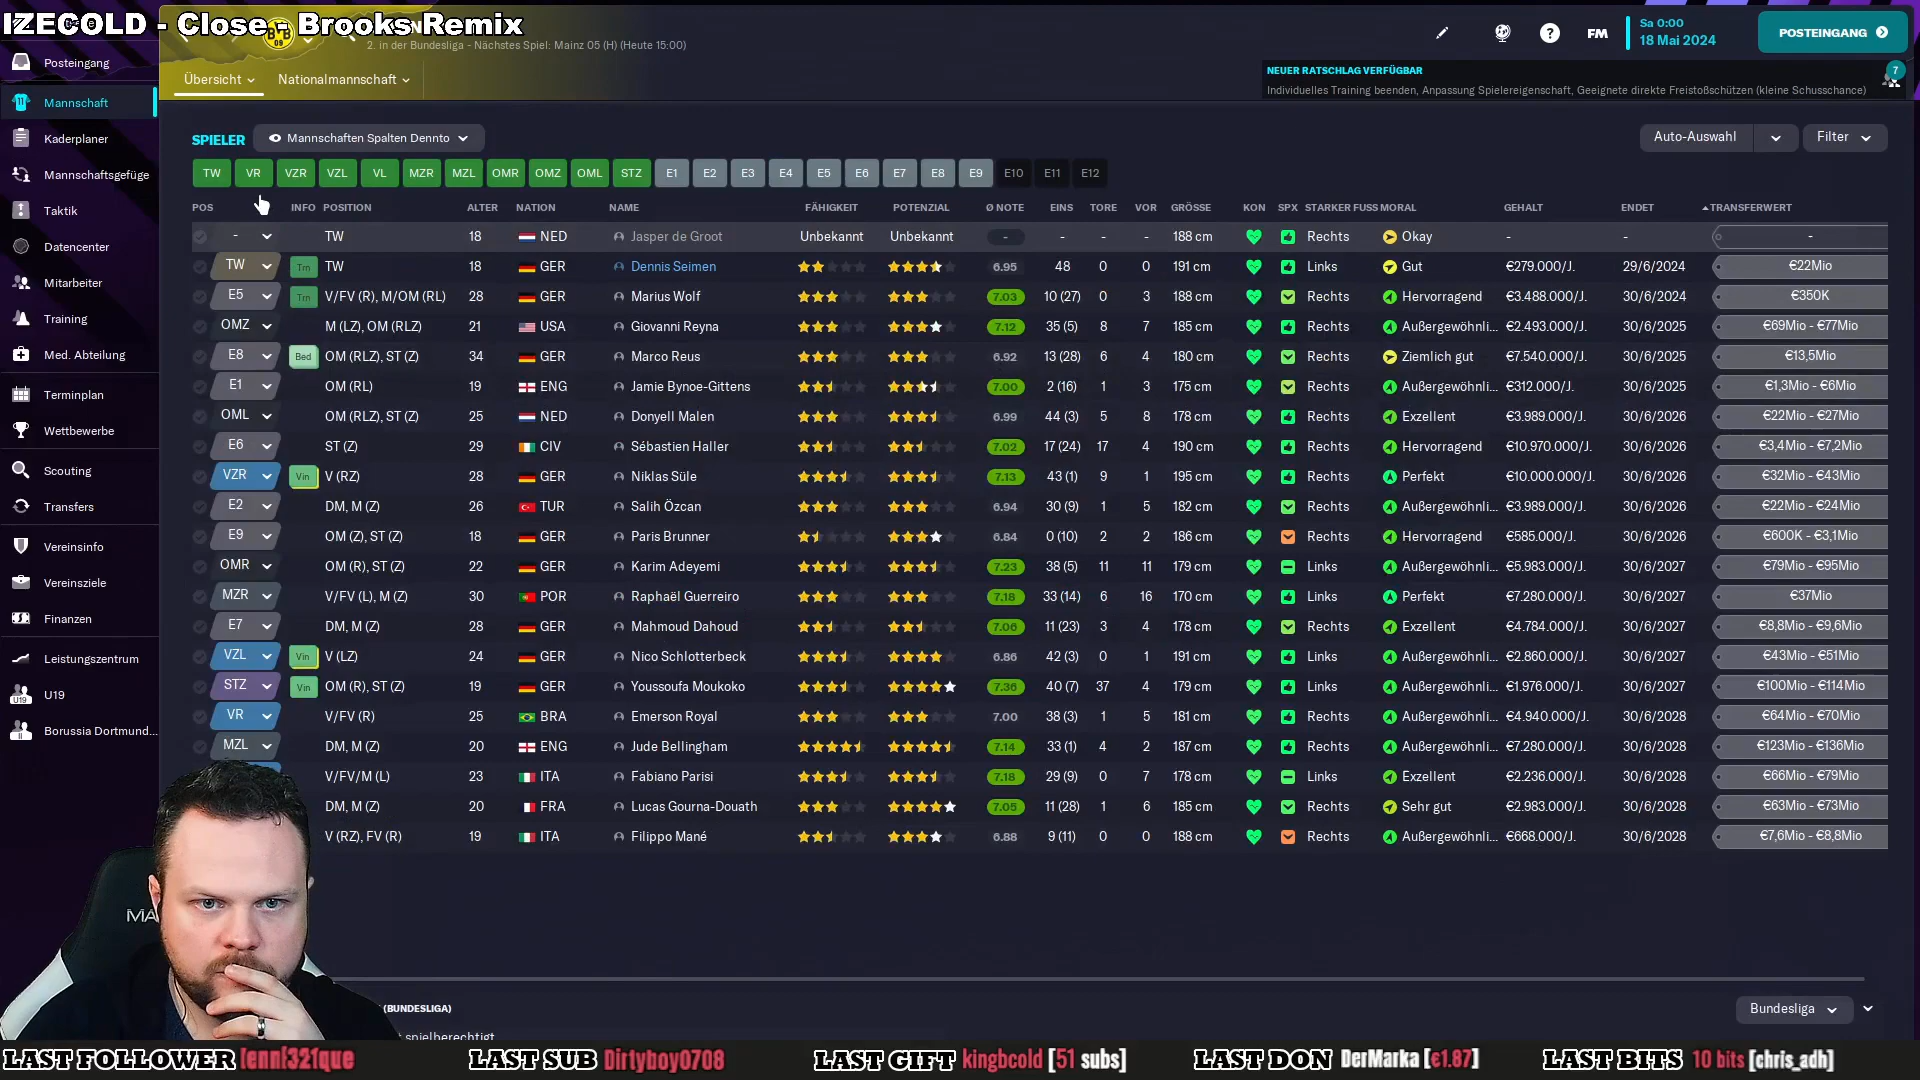 IZECOLD - Close - Brooks Remix
2. in der Bundesliga - Nächstes Spiel: Mainz 05 (H) (Heute 15:00)
FM
Sa 0:00
18 Mai 2024
POSTEINGANG
Posteingang
Übersicht
Nationalmannschaft
NEUER RATSCHLAG VERFÜGBAR
7
Individuelles Training beenden, Anpassung Spielereigenschaft, Geeignete direkte Freistoßschützen (kleine Schusschance)
Mannschaft
Kaderplaner
Mannschaftsgefüge
Taktik
Datencenter
Mitarbeiter
Training
Med. Abteilung
Terminplan
Wettbewerbe
Scouting
Transfers
Vereinsinfo
Vereinsziele
Finanzen
Leistungszentrum
U19
Borussia Dortmund...
SPIELER
Mannschaften Spalten Dennto
Auto-Auswahl
Filter
TW VR VZR VZL VL MZR MZL OMR OMZ OML STZ E1 E2 E3 E4 E5 E6 E7 E8 E9 E10 E11 E12
POS INFO POSITION ALTER NATION NAME FÄHIGKEIT POTENZIAL Ø NOTE EINS TORE VOR GRÖSSE KON SPX STARKER FUSS MORAL GEHALT ENDET TRANSFERWERT
- TW 18 NED Jasper de Groot Unbekannt Unbekannt - - - - 188 cm Rechts Okay - - -
TW Trn TW 18 GER Dennis Seimen 6.95 48 0 0 191 cm Links Gut €279.000/J. 29/6/2024 €22Mio
E5 Trn V/FV (R), M/OM (RL) 28 GER Marius Wolf 7.03 10 (27) 0 3 188 cm Rechts Hervorragend €3.488.000/J. 30/6/2024 €350K
OMZ M (LZ), OM (RLZ) 21 USA Giovanni Reyna 7.12 35 (5) 8 7 185 cm Rechts Außergewöhnli... €2.493.000/J. 30/6/2025 €69Mio - €77Mio
E8 Bed OM (RLZ), ST (Z) 34 GER Marco Reus 6.92 13 (28) 6 4 180 cm Rechts Ziemlich gut €7.540.000/J. 30/6/2025 €13,5Mio
E1 OM (RL) 19 ENG Jamie Bynoe-Gittens 7.00 2 (16) 1 3 175 cm Rechts Außergewöhnli... €312.000/J. 30/6/2025 €1,3Mio - €6Mio
OML OM (RLZ), ST (Z) 25 NED Donyell Malen 6.99 44 (3) 5 8 178 cm Rechts Exzellent €3.989.000/J. 30/6/2026 €22Mio - €27Mio
E6 ST (Z) 29 CIV Sébastien Haller 7.02 17 (24) 17 4 190 cm Rechts Hervorragend €10.970.000/J. 30/6/2026 €3,4Mio - €7,2Mio
VZR Vin V (RZ) 28 GER Niklas Süle 7.13 43 (1) 9 1 195 cm Rechts Perfekt €10.000.000/J. 30/6/2026 €32Mio - €43Mio
E2 DM, M (Z) 26 TUR Salih Özcan 6.94 30 (9) 1 5 182 cm Rechts Außergewöhnli... €3.989.000/J. 30/6/2026 €22Mio - €24Mio
E9 OM (Z), ST (Z) 18 GER Paris Brunner 6.84 0 (10) 2 2 186 cm Rechts Hervorragend €585.000/J. 30/6/2026 €600K - €3,1Mio
OMR OM (R), ST (Z) 22 GER Karim Adeyemi 7.23 38 (5) 11 11 179 cm Links Außergewöhnli... €5.983.000/J. 30/6/2027 €79Mio - €95Mio
MZR V/FV (L), M (Z) 30 POR Raphaël Guerreiro 7.18 33 (14) 6 16 170 cm Links Perfekt €7.280.000/J. 30/6/2027 €37Mio
E7 DM, M (Z) 28 GER Mahmoud Dahoud 7.06 11 (23) 3 4 178 cm Rechts Exzellent €4.784.000/J. 30/6/2027 €8,8Mio - €9,6Mio
VZL Vin V (LZ) 24 GER Nico Schlotterbeck 6.86 42 (3) 0 1 191 cm Links Außergewöhnli... €2.860.000/J. 30/6/2027 €43Mio - €51Mio
STZ Vin OM (R), ST (Z) 19 GER Youssoufa Moukoko 7.36 40 (7) 37 4 179 cm Links Außergewöhnli... €1.976.000/J. 30/6/2027 €100Mio - €114Mio
VR V/FV (R) 25 BRA Emerson Royal 7.00 38 (3) 1 5 181 cm Rechts Außergewöhnli... €4.940.000/J. 30/6/2028 €64Mio - €70Mio
MZL DM, M (Z) 20 ENG Jude Bellingham 7.14 33 (1) 4 2 187 cm Rechts Außergewöhnli... €7.280.000/J. 30/6/2028 €123Mio - €136Mio
V/FV/M (L) 23 ITA Fabiano Parisi 7.18 29 (9) 0 7 178 cm Links Exzellent €2.236.000/J. 30/6/2028 €66Mio - €79Mio
DM, M (Z) 20 FRA Lucas Gourna-Douath 7.05 11 (28) 1 6 185 cm Rechts Sehr gut €2.983.000/J. 30/6/2028 €63Mio - €73Mio
V (RZ), FV (R) 19 ITA Filippo Mané 6.88 9 (11) 0 0 188 cm Rechts Außergewöhnli... €668.000/J. 30/6/2028 €7,6Mio - €8,8Mio
(BUNDESLIGA)
Bundesliga
spielberechtigt
LAST FOLLOWER lennf321que
LAST SUB Dirtyboy0708
LAST GIFT kingbcold [51 subs]
LAST DON DerMarka [€1.87]
LAST BITS 10 bits [chris_adh]